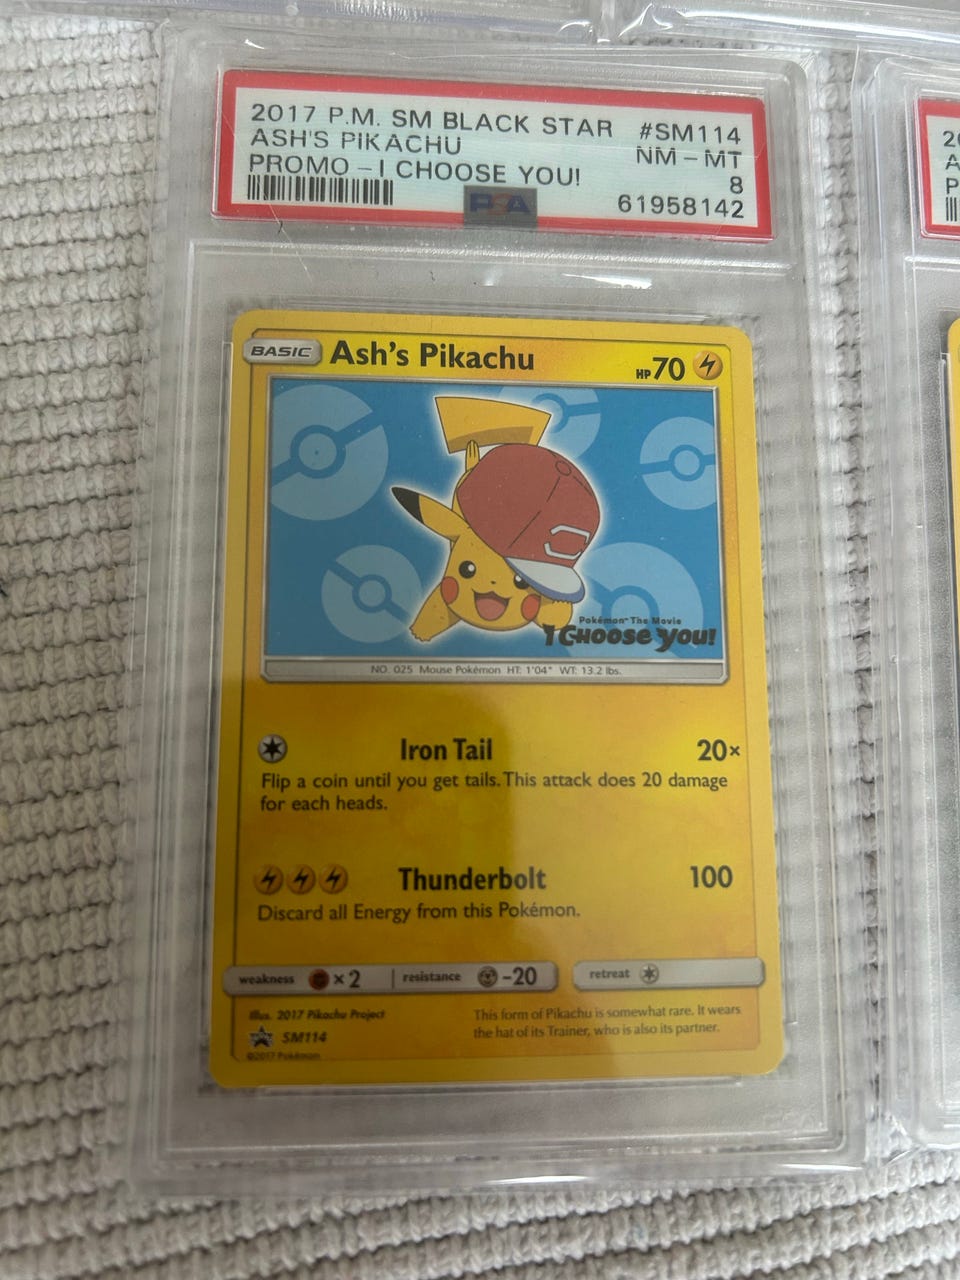 2017 P.M. SM BLACK STAR #SM114
ASH'S PIKACHU NM - MT
PROMO - I CHOOSE YOU! 8
PSA 61958142
BASIC Ash's Pikachu HP 70
Pokémon The Movie
I Choose You!
NO. 025 Mouse Pokémon HT: 1'04" WT: 13.2 lbs.
Iron Tail 20×
Flip a coin until you get tails. This attack does 20 damage
for each heads.
Thunderbolt 100
Discard all Energy from this Pokémon.
weakness ×2 resistance -20 retreat
Illus. 2017 Pikachu Project
SM114
©2017 Pokémon
This form of Pikachu is somewhat rare. It wears
the hat of its Trainer, who is also its partner.